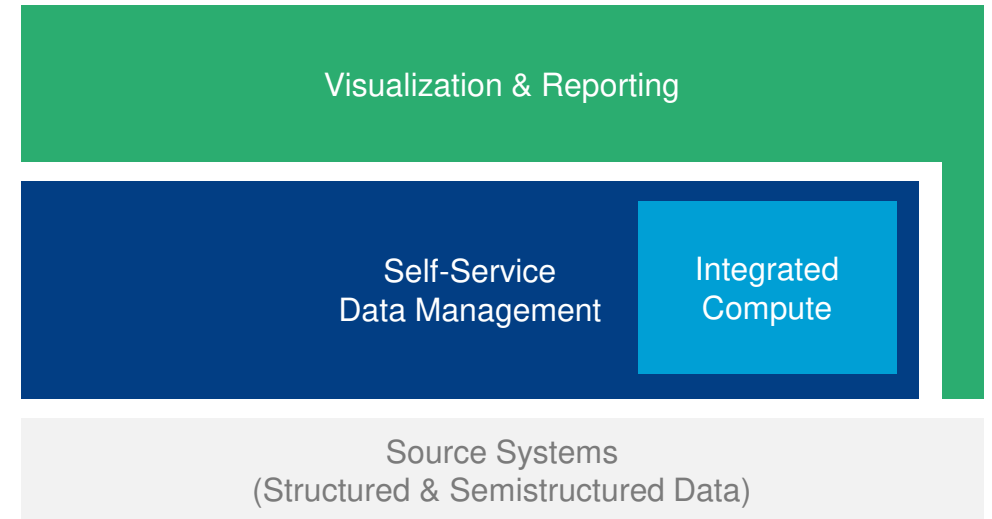 Visualization & Reporting
Self-Service
Data Management
Integrated
Compute
Source Systems
(Structured & Semistructured Data)